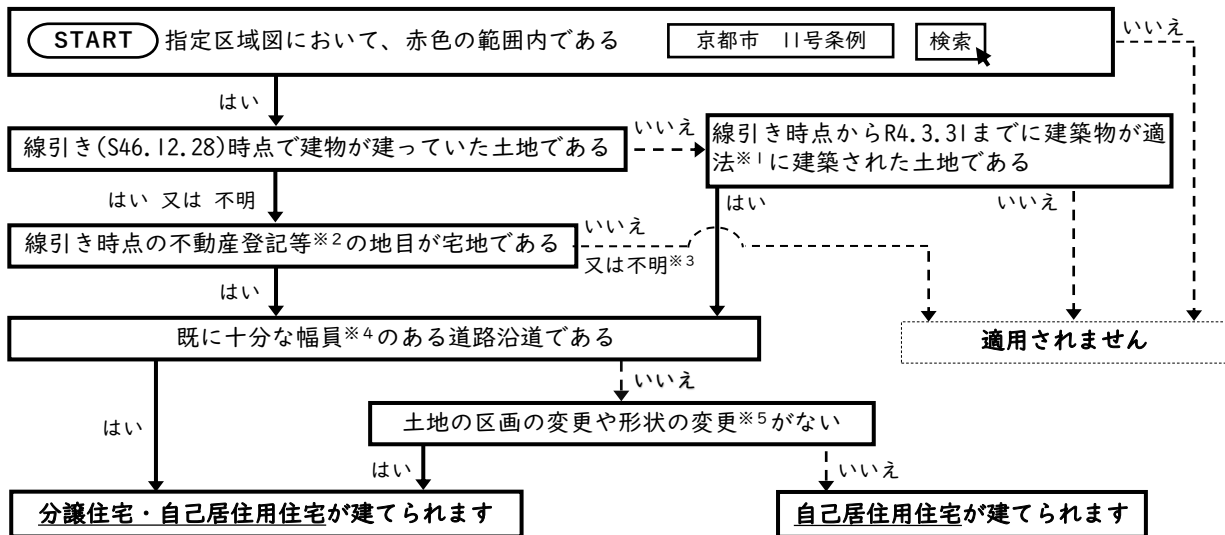 START 指定区域図において、赤色の範囲内である 京都市 11号条例 検索
いいえ
はい
線引き(S46.12.28)時点で建物が建っていた土地である
いいえ
線引き時点からR4.3.31までに建築物が適
法※1に建築された土地である
はい 又は 不明
はい
いいえ
線引き時点の不動産登記等※2の地目が宅地である
いいえ
又は不明※3
はい
既に十分な幅員※4のある道路沿道である
適用されません
いいえ
はい
土地の区画の変更や形状の変更※5がない
はい
いいえ
分譲住宅・自己居住用住宅が建てられます
自己居住用住宅が建てられます